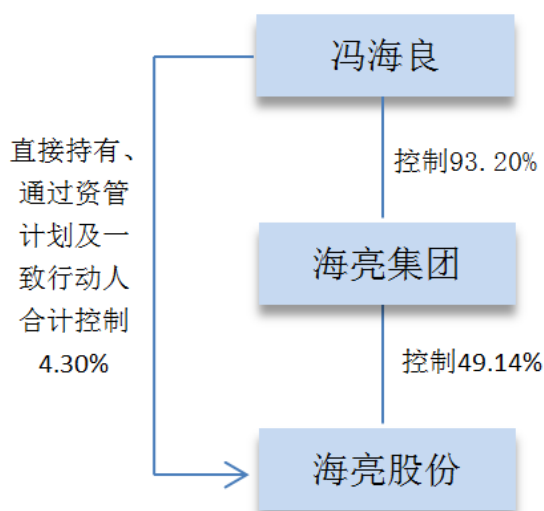 冯海良
直接持有、
通过资管
计划及一
致行动人
合计控制
4.30%
控制93.20%
海亮集团
控制49.14%
海亮股份